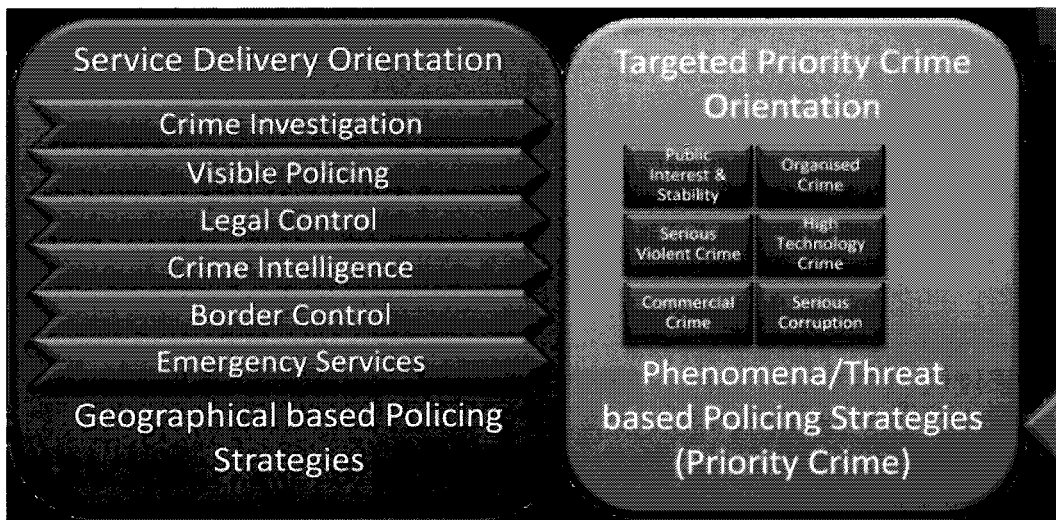 Service Delivery Orientation
Crime Investigation
Visible Policing
Legal Control
Crime Intelligence
Border Control
Emergency Services
Geographical based Policing
Strategies
Targeted Priority Crime
Orientation
Public
Interest &
Stability
Organised
Crime
Serious
Violent Crime
High
Technology
Crime
Commercial
Crime
Serious
Corruption
Phenomena/Threat
based Policing Strategies
(Priority Crime)